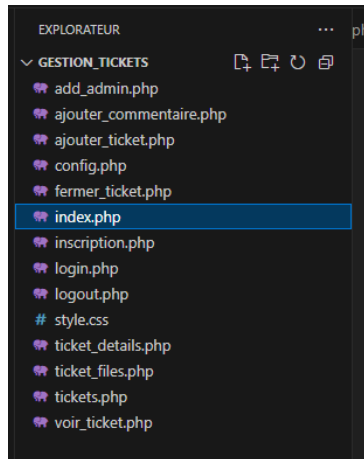 EXPLORATEUR
GESTION_TICKETS
add_admin.php
ajouter_commentaire.php
ajouter_ticket.php
config.php
fermer_ticket.php
index.php
inscription.php
login.php
logout.php
# style.css
ticket_details.php
ticket_files.php
tickets.php
voir_ticket.php